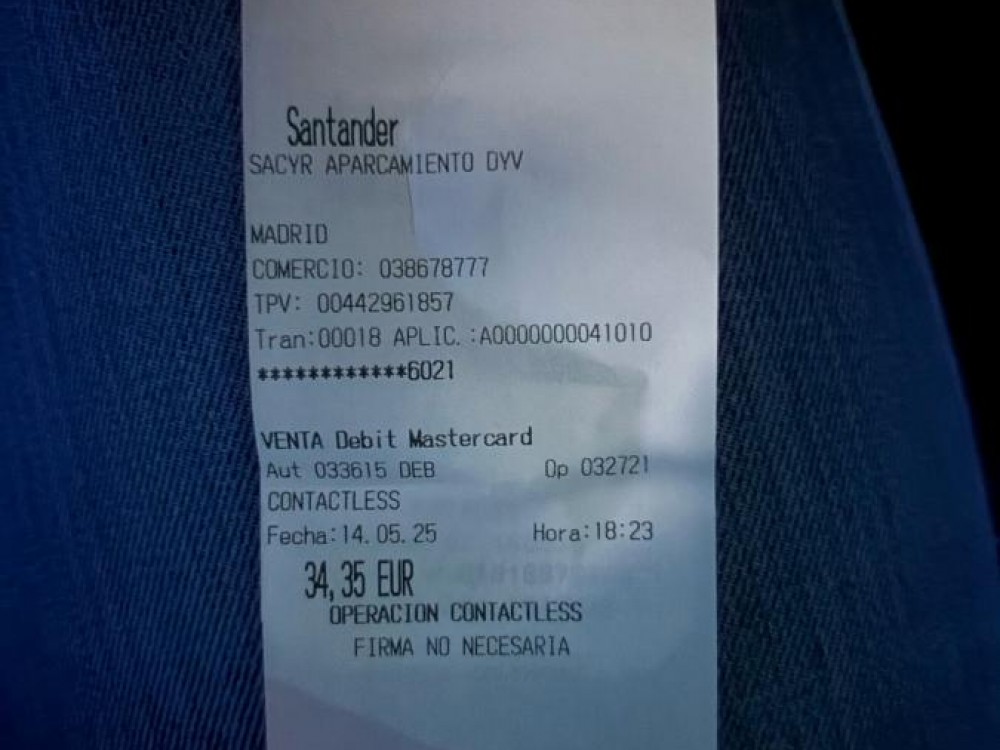 Santander
SACYR APARCAMIENTO DYV
MADRID
COMERCIO: 038678777
TPV: 00442961857
Tran:00018 APLIC.:A0000000041010
************6021
VENTA Debit Mastercard
Aut 033615 DEB Op 032721
CONTACTLESS
Fecha:14.05.25 Hora:18:23
34,35 EUR
OPERACION CONTACTLESS
FIRMA NO NECESARIA